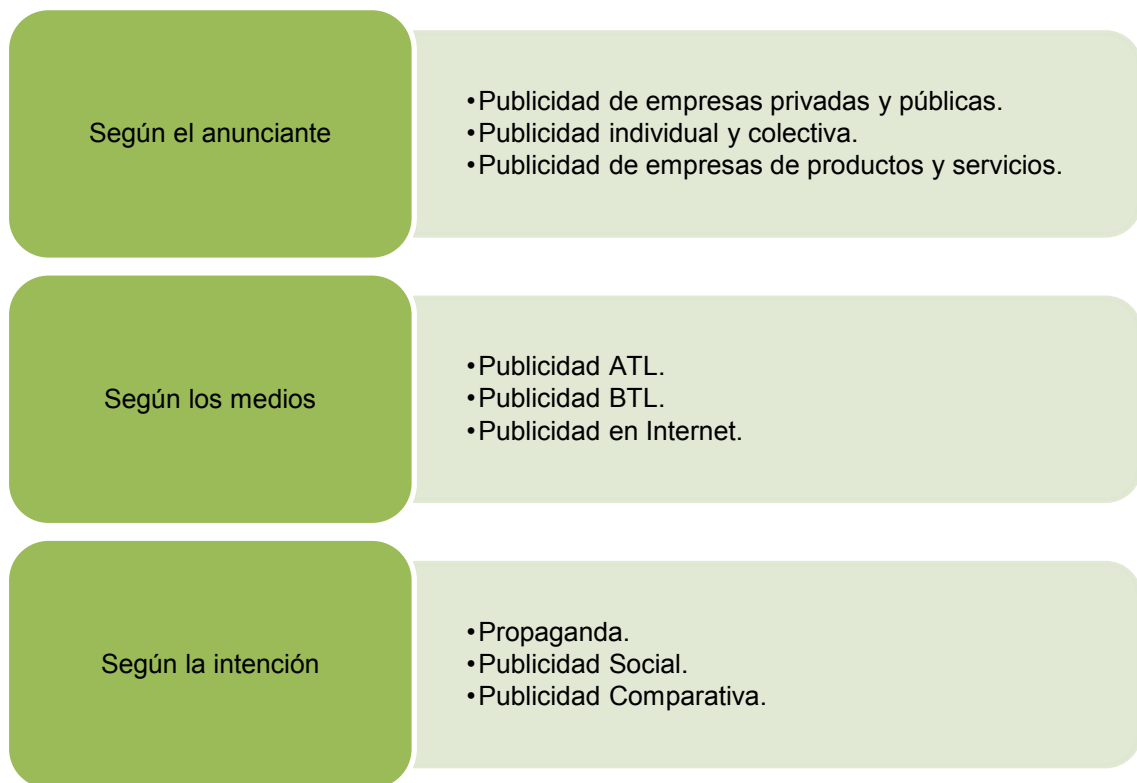 Según el anunciante
•Publicidad de empresas privadas y públicas.
•Publicidad individual y colectiva.
•Publicidad de empresas de productos y servicios.
Según los medios
•Publicidad ATL.
•Publicidad BTL.
•Publicidad en Internet.
Según la intención
•Propaganda.
•Publicidad Social.
•Publicidad Comparativa.